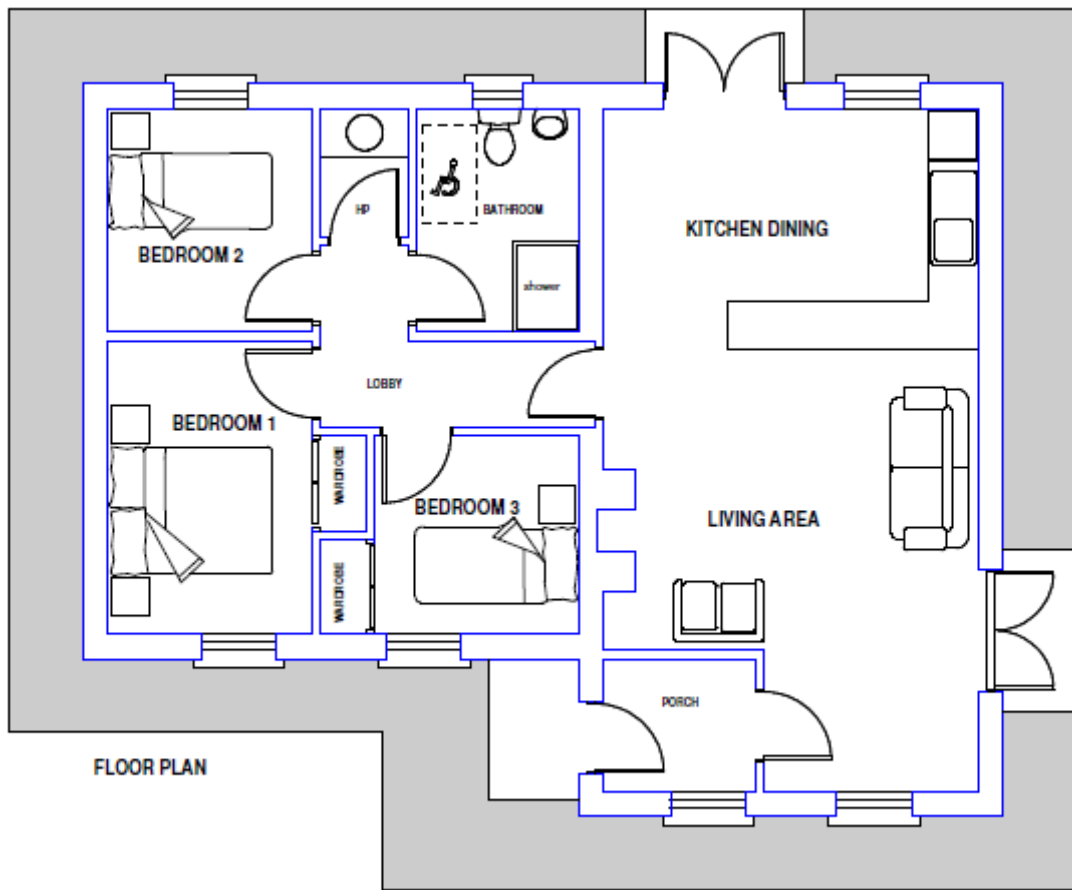 HP
BATHROOM
KITCHEN DINING
BEDROOM 2
shower
LOBBY
BEDROOM 1
WARDROBE
BEDROOM 3
LIVING AREA
WARDROBE
PORCH
FLOOR PLAN